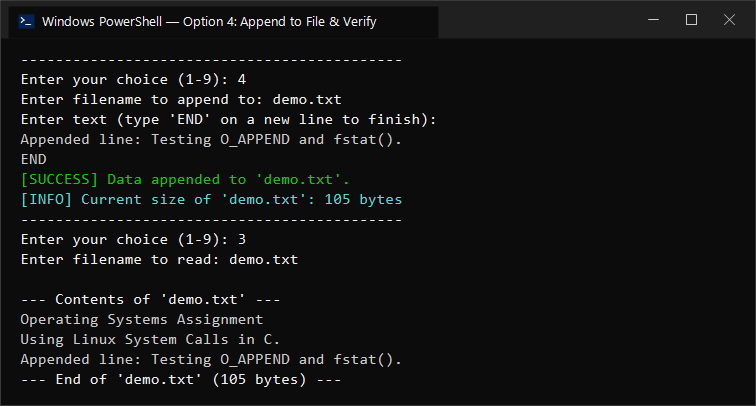 Windows PowerShell — Option 4: Append to File & Verify
--------------------------------------------
Enter your choice (1-9): 4
Enter filename to append to: demo.txt
Enter text (type 'END' on a new line to finish):
Appended line: Testing O_APPEND and fstat().
END
[SUCCESS] Data appended to 'demo.txt'.
[INFO] Current size of 'demo.txt': 105 bytes
--------------------------------------------
Enter your choice (1-9): 3
Enter filename to read: demo.txt
--- Contents of 'demo.txt' ---
Operating Systems Assignment
Using Linux System Calls in C.
Appended line: Testing O_APPEND and fstat().
--- End of 'demo.txt' (105 bytes) ---